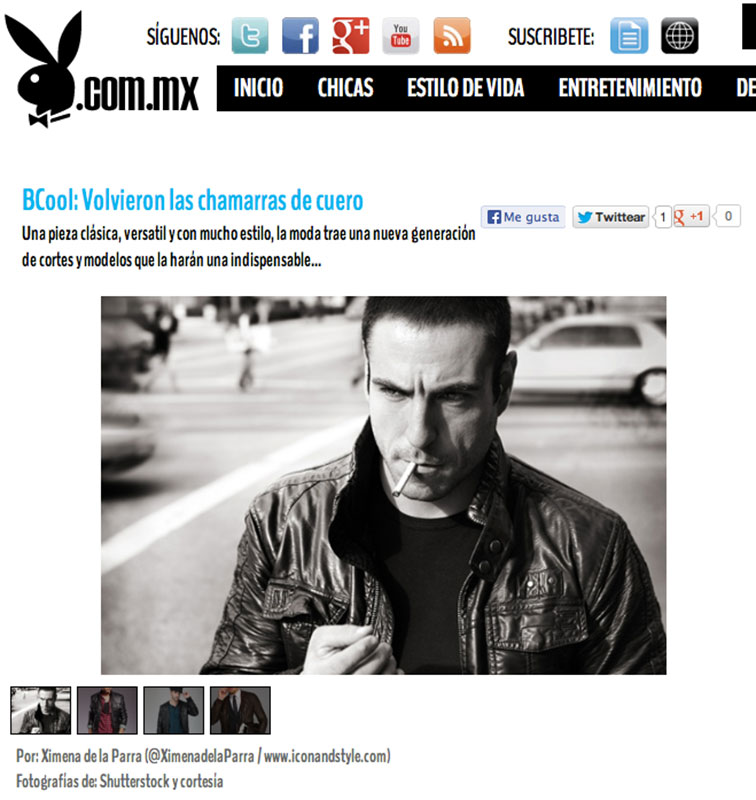 SÍGUENOS:
You
Tube
g+
SUSCRIBETE:
.com.mx
INICIO CHICAS ESTILO DE VIDA ENTRETENIMIENTO DE
BCool: Volvieron las chamarras de cuero
Me gusta Twittear 1 g +1 0
Una pieza clásica, versatil y con mucho estilo, la moda trae una nueva generación
de cortes y modelos que la harán una indispensable...
Por: Ximena de la Parra (@XimenadelaParra / www.iconandstyle.com)
Fotografías de: Shutterstock y cortesía